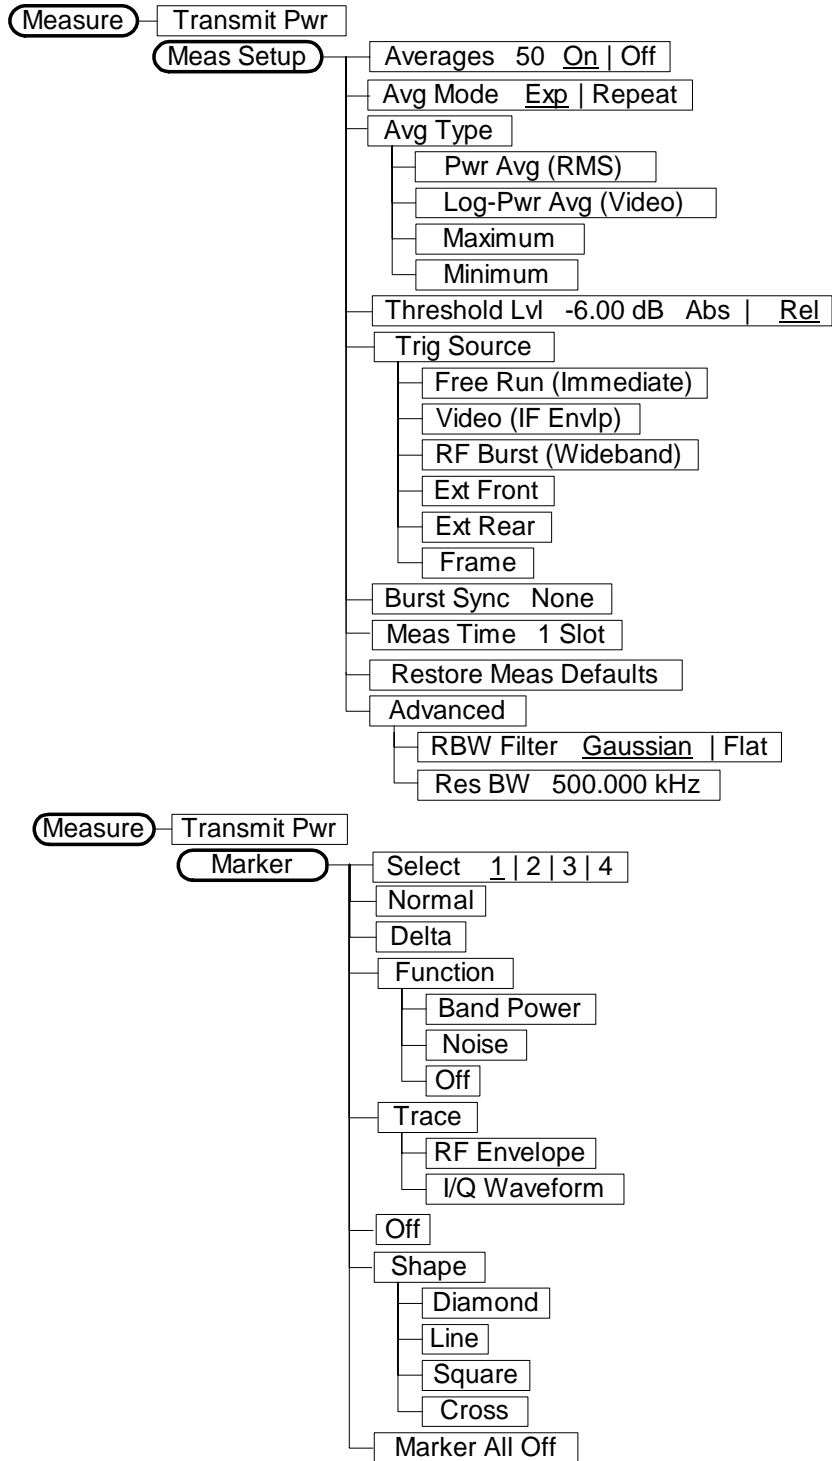 Measure
Transmit Pwr
Meas Setup
Averages 50 On | Off
Avg Mode Exp | Repeat
Avg Type
Pwr Avg (RMS)
Log-Pwr Avg (Video)
Maximum
Minimum
Threshold Lvl -6.00 dB Abs | Rel
Trig Source
Free Run (Immediate)
Video (IF Envlp)
RF Burst (Wideband)
Ext Front
Ext Rear
Frame
Burst Sync None
Meas Time 1 Slot
Restore Meas Defaults
Advanced
RBW Filter Gaussian | Flat
Res BW 500.000 kHz
Measure
Transmit Pwr
Marker
Select 1 | 2 | 3 | 4
Normal
Delta
Function
Band Power
Noise
Off
Trace
RF Envelope
I/Q Waveform
Off
Shape
Diamond
Line
Square
Cross
Marker All Off